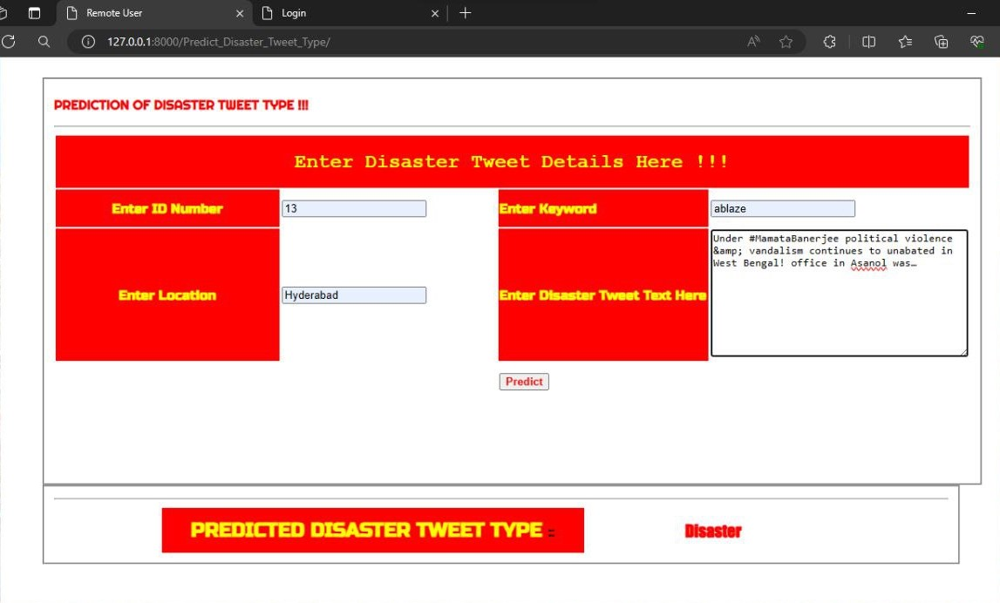 Remote User
Login
127.0.0.1:8000/Predict_Disaster_Tweet_Type/
PREDICTION OF DISASTER TWEET TYPE !!!
Enter Disaster Tweet Details Here !!!
Enter ID Number 13 Enter Keyword ablaze
Enter Location Hyderabad Enter Disaster Tweet Text Here
Under #MamataBanerjee political violence
&amp; vandalism continues to unabated in
West Bengal! office in Asanol was…
Predict
PREDICTED DISASTER TWEET TYPE :: Disaster